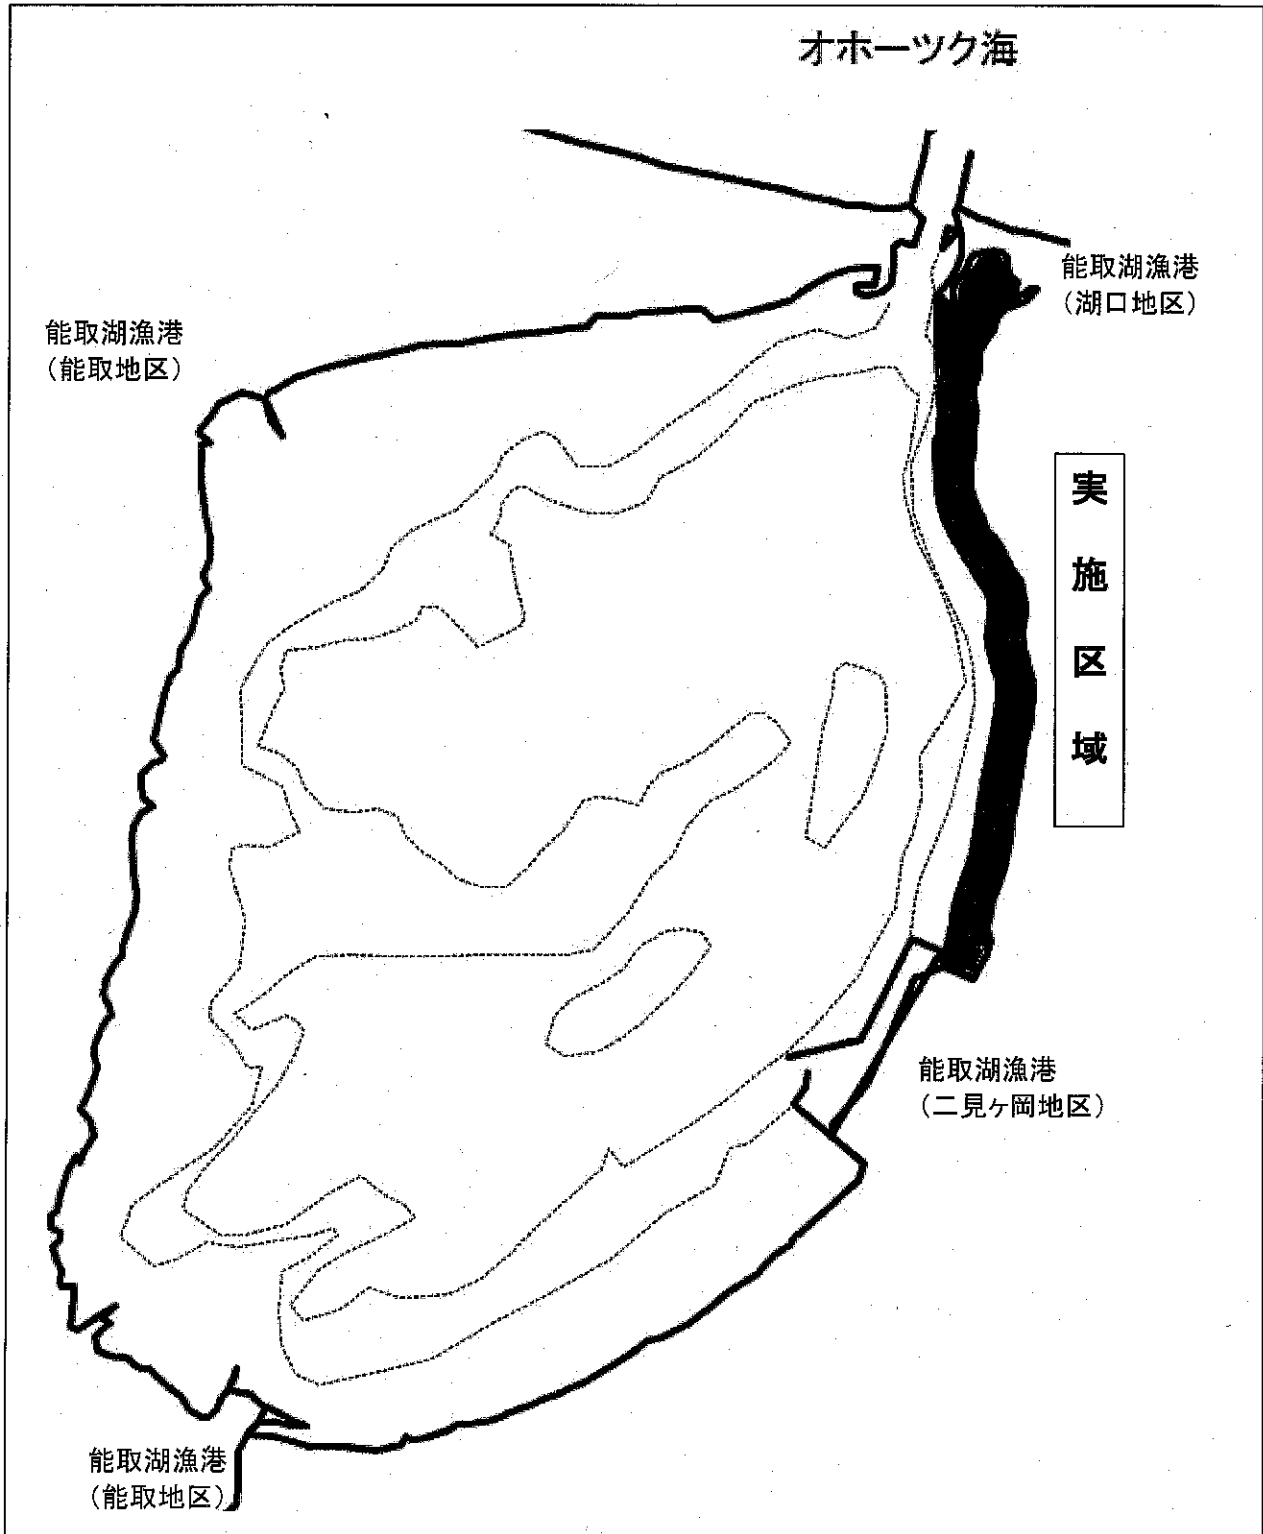 オホーツク海
能取湖漁港
（湖口地区）
能取湖漁港
（能取地区）
実施区域
能取湖漁港
（二見ヶ岡地区）
能取湖漁港
（能取地区）